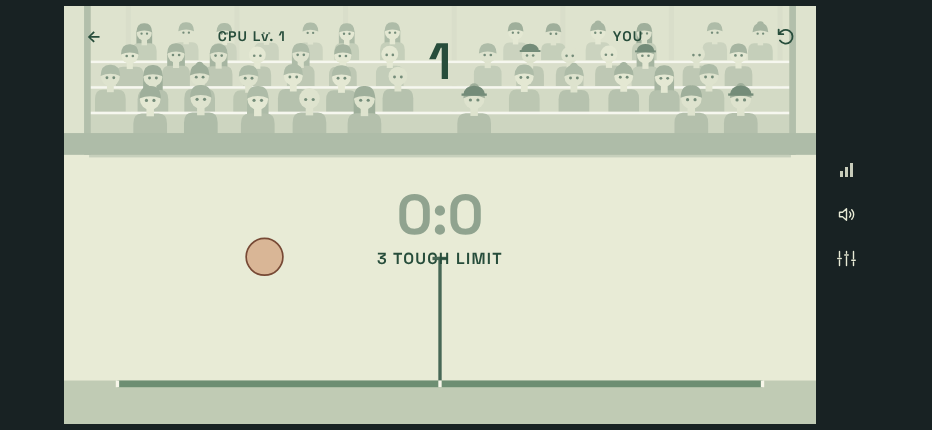 CPU Lv. 1
YOU
1
0:0
3 TOUCH LIMIT